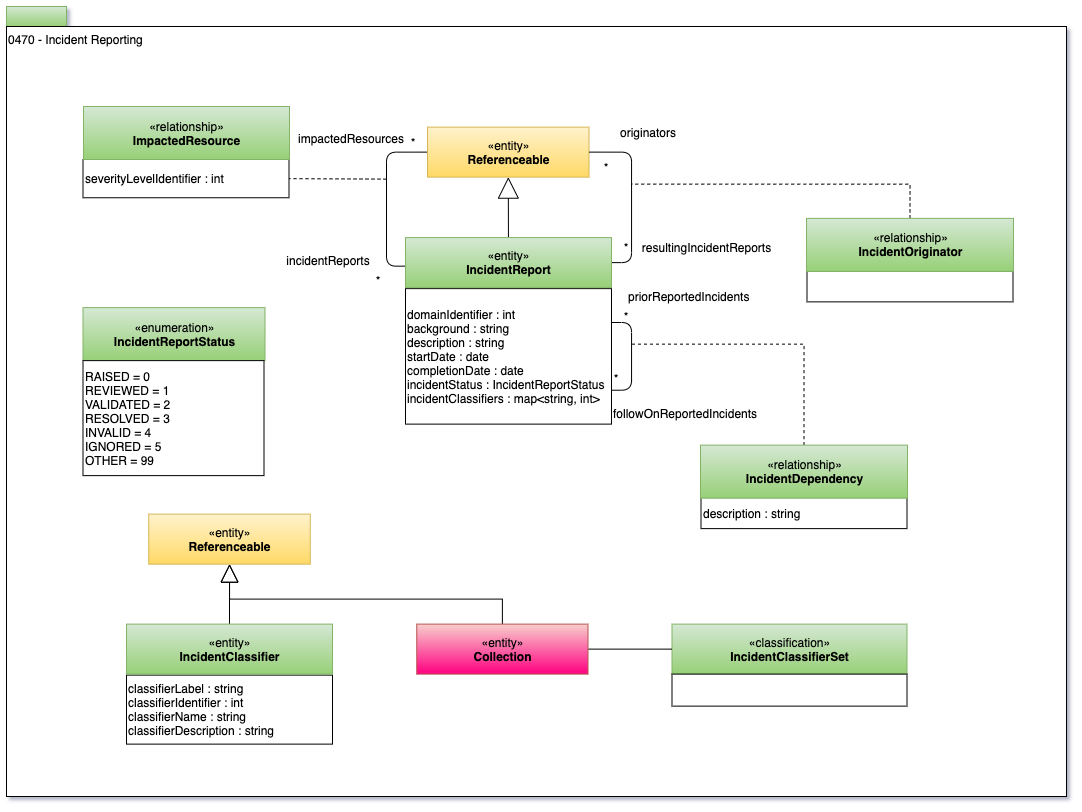 0470 - Incident Reporting
«relationship»
ImpactedResource
severityLevelIdentifier : int
impactedResources *
«entity»
Referenceable
originators
*
«relationship»
IncidentOriginator
incidentReports
*
«entity»
IncidentReport
domainIdentifier : int
background : string
description : string
startDate : date
completionDate : date
incidentStatus : IncidentReportStatus
incidentClassifiers : map<string, int>
* resultingIncidentReports
priorReportedIncidents
*
*
followOnReportedIncidents
«enumeration»
IncidentReportStatus
RAISED = 0
REVIEWED = 1
VALIDATED = 2
RESOLVED = 3
INVALID = 4
IGNORED = 5
OTHER = 99
«relationship»
IncidentDependency
description : string
«entity»
Referenceable
«entity»
IncidentClassifier
classifierLabel : string
classifierIdentifier : int
classifierName : string
classifierDescription : string
«entity»
Collection
«classification»
IncidentClassifierSet